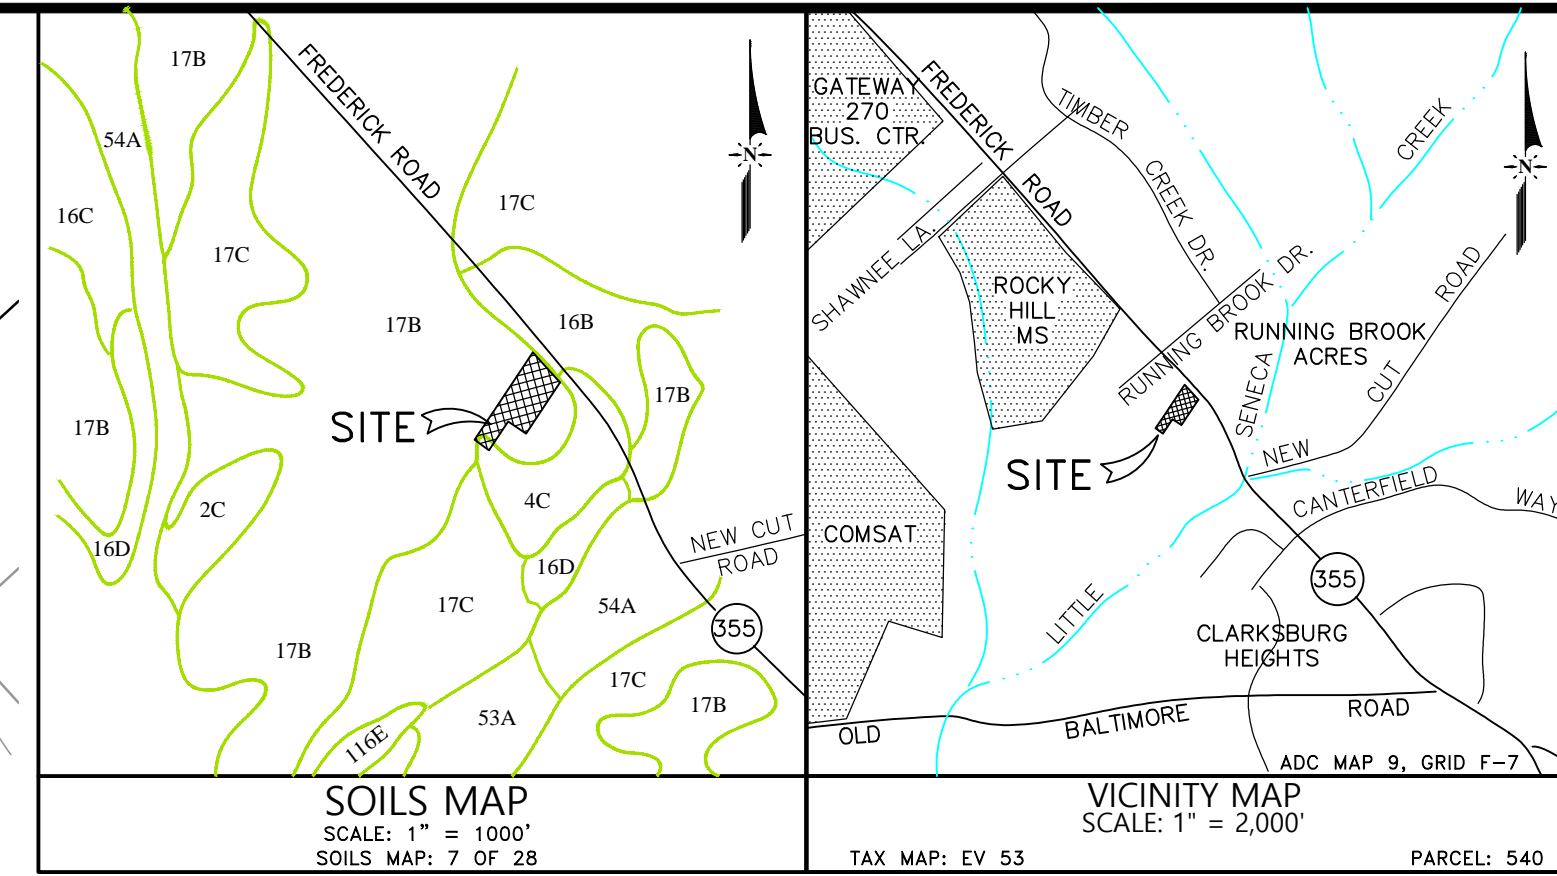 17B
FREDERICK ROAD
54A
N
16C
17C
17C
17B
16B
17B
SITE
17B
2C
4C
16D
16D
NEW CUT
ROAD
17C
54A
355
17B
17C
17B
53A
116E
SOILS MAP
SCALE: 1" = 1000'
SOILS MAP: 7 OF 28
GATEWAY
270
BUS. CTR.
FREDERICK
ROAD
TIMBER
CREEK DR.
CREEK
N
SHAWNEE LA.
ROCKY
HILL
MS
RUNNING BROOK DR.
RUNNING BROOK
ACRES
SENECA
NEW
CUT
ROAD
SITE
CANTERFIELD
WAY
COMSAT
355
LITTLE
CLARKSBURG
HEIGHTS
OLD
BALTIMORE
ROAD
ADC MAP 9, GRID F-7
VICINITY MAP
SCALE: 1" = 2,000'
TAX MAP: EV 53
PARCEL: 540